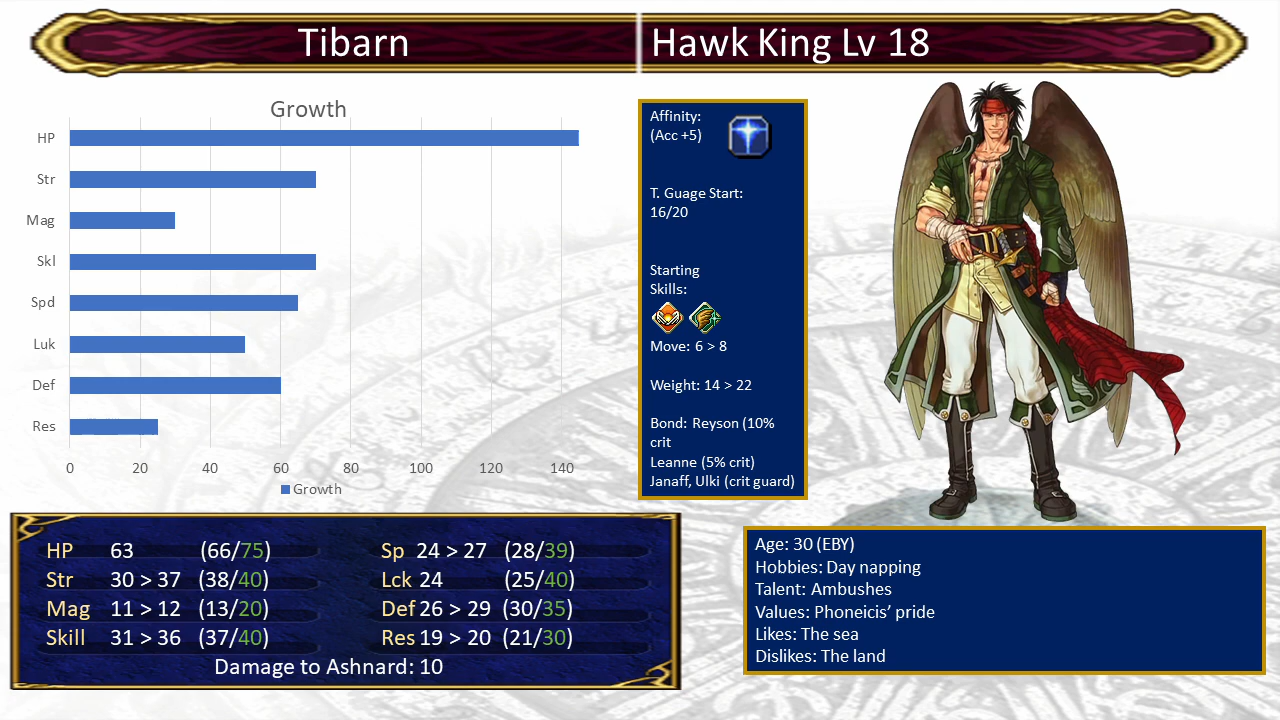 Tibarn
Hawk King Lv 18
Growth
HP
Str
Mag
Skl
Spd
Luk
Def
Res
0 20 40 60 80 100 120 140
Growth
Affinity:
(Acc +5)
T. Guage Start:
16/20
Starting
Skills:
Move: 6 > 8
Weight: 14 > 22
Bond: Reyson (10%
crit
Leanne (5% crit)
Janaff, Ulki (crit guard)
HP 63 (66/75)
Str 30 > 37 (38/40)
Mag 11 > 12 (13/20)
Skill 31 > 36 (37/40)
Sp 24 > 27 (28/39)
Lck 24 (25/40)
Def 26 > 29 (30/35)
Res 19 > 20 (21/30)
Damage to Ashnard: 10
Age: 30 (EBY)
Hobbies: Day napping
Talent: Ambushes
Values: Phoneicis’ pride
Likes: The sea
Dislikes: The land